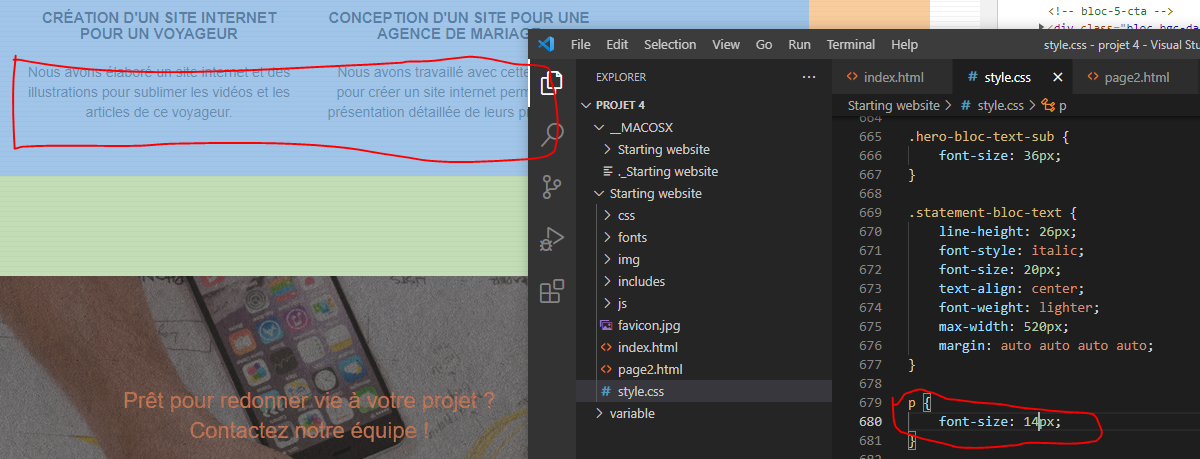 CRÉATION D'UN SITE INTERNET
POUR UN VOYAGEUR
CONCEPTION D'UN SITE POUR UNE
AGENCE DE MARIAG
Nous avons élaboré un site internet et des
illustrations pour sublimer les vidéos et les
articles de ce voyageur.
Nous avons travaillé avec cette
pour créer un site internet perm
présentation détaillée de leurs p
Prêt pour redonner vie à votre projet ?
Contactez notre équipe !
<!-- bloc-5-cta -->
<div class="bloc bgc-da
File Edit Selection View Go Run Terminal Help
style.css - projet 4 - Visual Stu
EXPLORER
PROJET 4
__MACOSX
Starting website
._Starting website
Starting website
css
fonts
img
includes
js
favicon.jpg
index.html
page2.html
style.css
variable
index.html
style.css
page2.html
Starting website > # style.css > p
664
665 .hero-bloc-text-sub {
666 font-size: 36px;
667 }
668
669 .statement-bloc-text {
670 line-height: 26px;
671 font-style: italic;
672 font-size: 20px;
673 text-align: center;
674 font-weight: lighter;
675 max-width: 520px;
676 margin: auto auto auto auto;
677 }
678
679 p {
680 font-size: 14px;
681 }
682